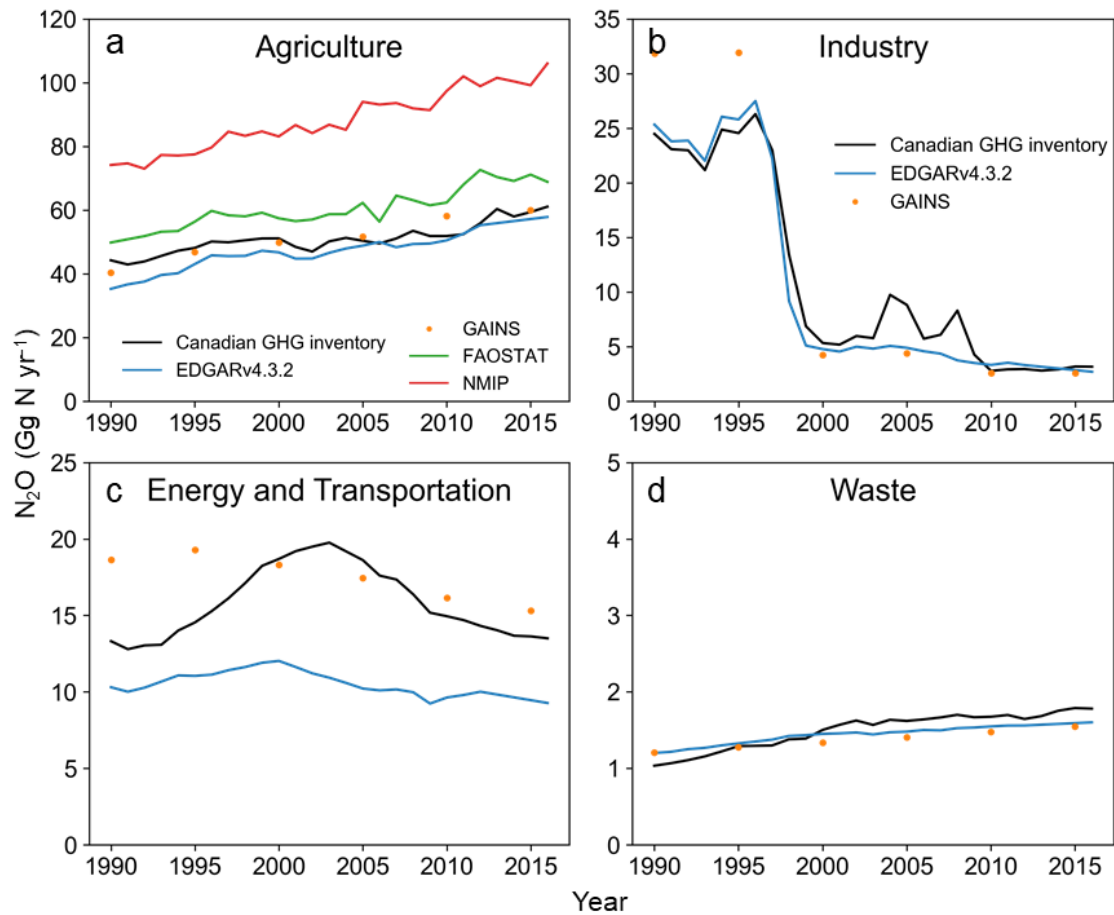 a Agriculture
120
100
80
60
40
20
0
Canadian GHG inventory
EDGARv4.3.2
GAINS
FAOSTAT
NMIP
1990 1995 2000 2005 2010 2015
b Industry
35
30
25
20
15
10
5
0
Canadian GHG inventory
EDGARv4.3.2
GAINS
1990 1995 2000 2005 2010 2015
N₂O (Gg N yr⁻¹)
c Energy and Transportation
25
20
15
10
5
0
1990 1995 2000 2005 2010 2015
d Waste
5
4
3
2
1
0
1990 1995 2000 2005 2010 2015
Year